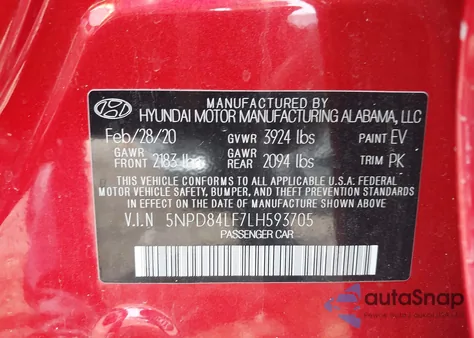 MANUFACTURED BY
HYUNDAI MOTOR MANUFACTURING ALABAMA, LLC
Feb/28/20 GVWR 3924 lbs PAINT EV
GAWR FRONT 2183 lbs GAWR REAR 2094 lbs TRIM PK
THIS VEHICLE CONFORMS TO ALL APPLICABLE U.S.A. FEDERAL
MOTOR VEHICLE SAFETY, BUMPER, AND THEFT PREVENTION STANDARDS
IN EFFECT ON THE DATE OF MANUFACTURE SHOWN ABOVE
V.I.N 5NPD84LF7LH593705
PASSENGER CAR
autoSnap